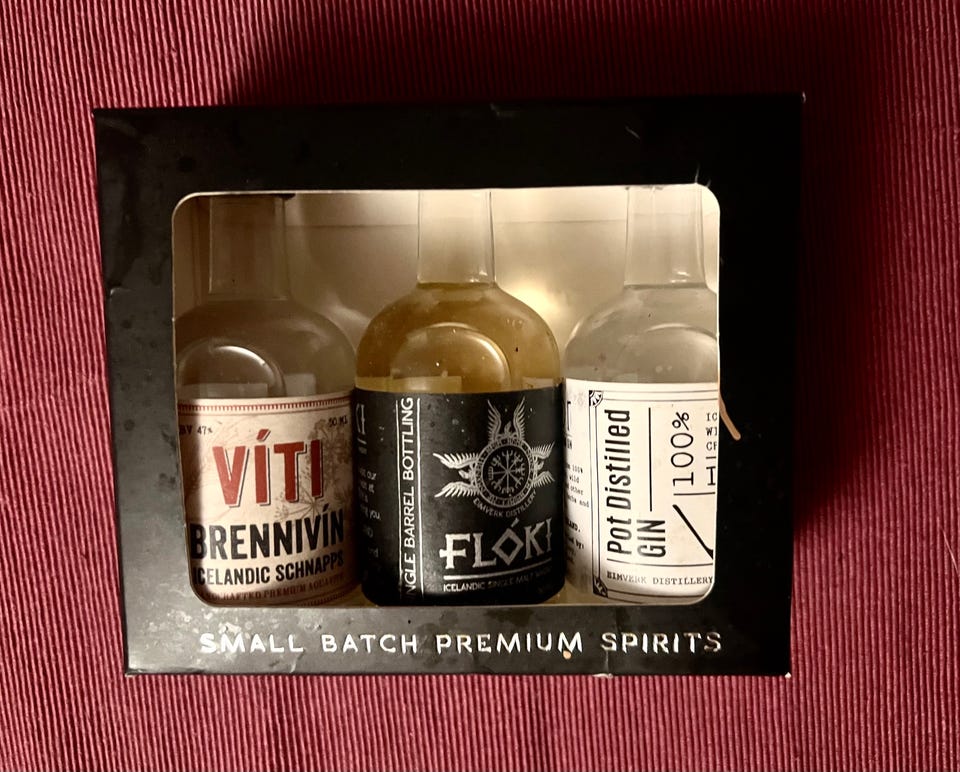 47%
50 ML
VÍTI
BRENNIVÍN
ICELANDIC SCHNAPPS
PREMIUM
SINGLE BARREL BOTTLING
EIMVERK DISTILLERY
FLÓKI
ICELANDIC SINGLE MALT
Pot Distilled
GIN
100%
EIMVERK DISTILLERY
SMALL BATCH PREMIUM SPIRITS